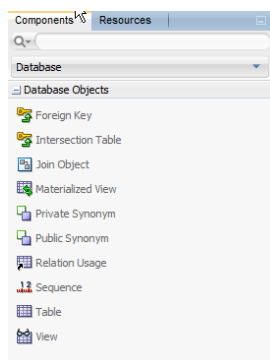 Components Resources
Database
Database Objects
Foreign Key
Intersection Table
Join Object
Materialized View
Private Synonym
Public Synonym
Relation Usage
Sequence
Table
View